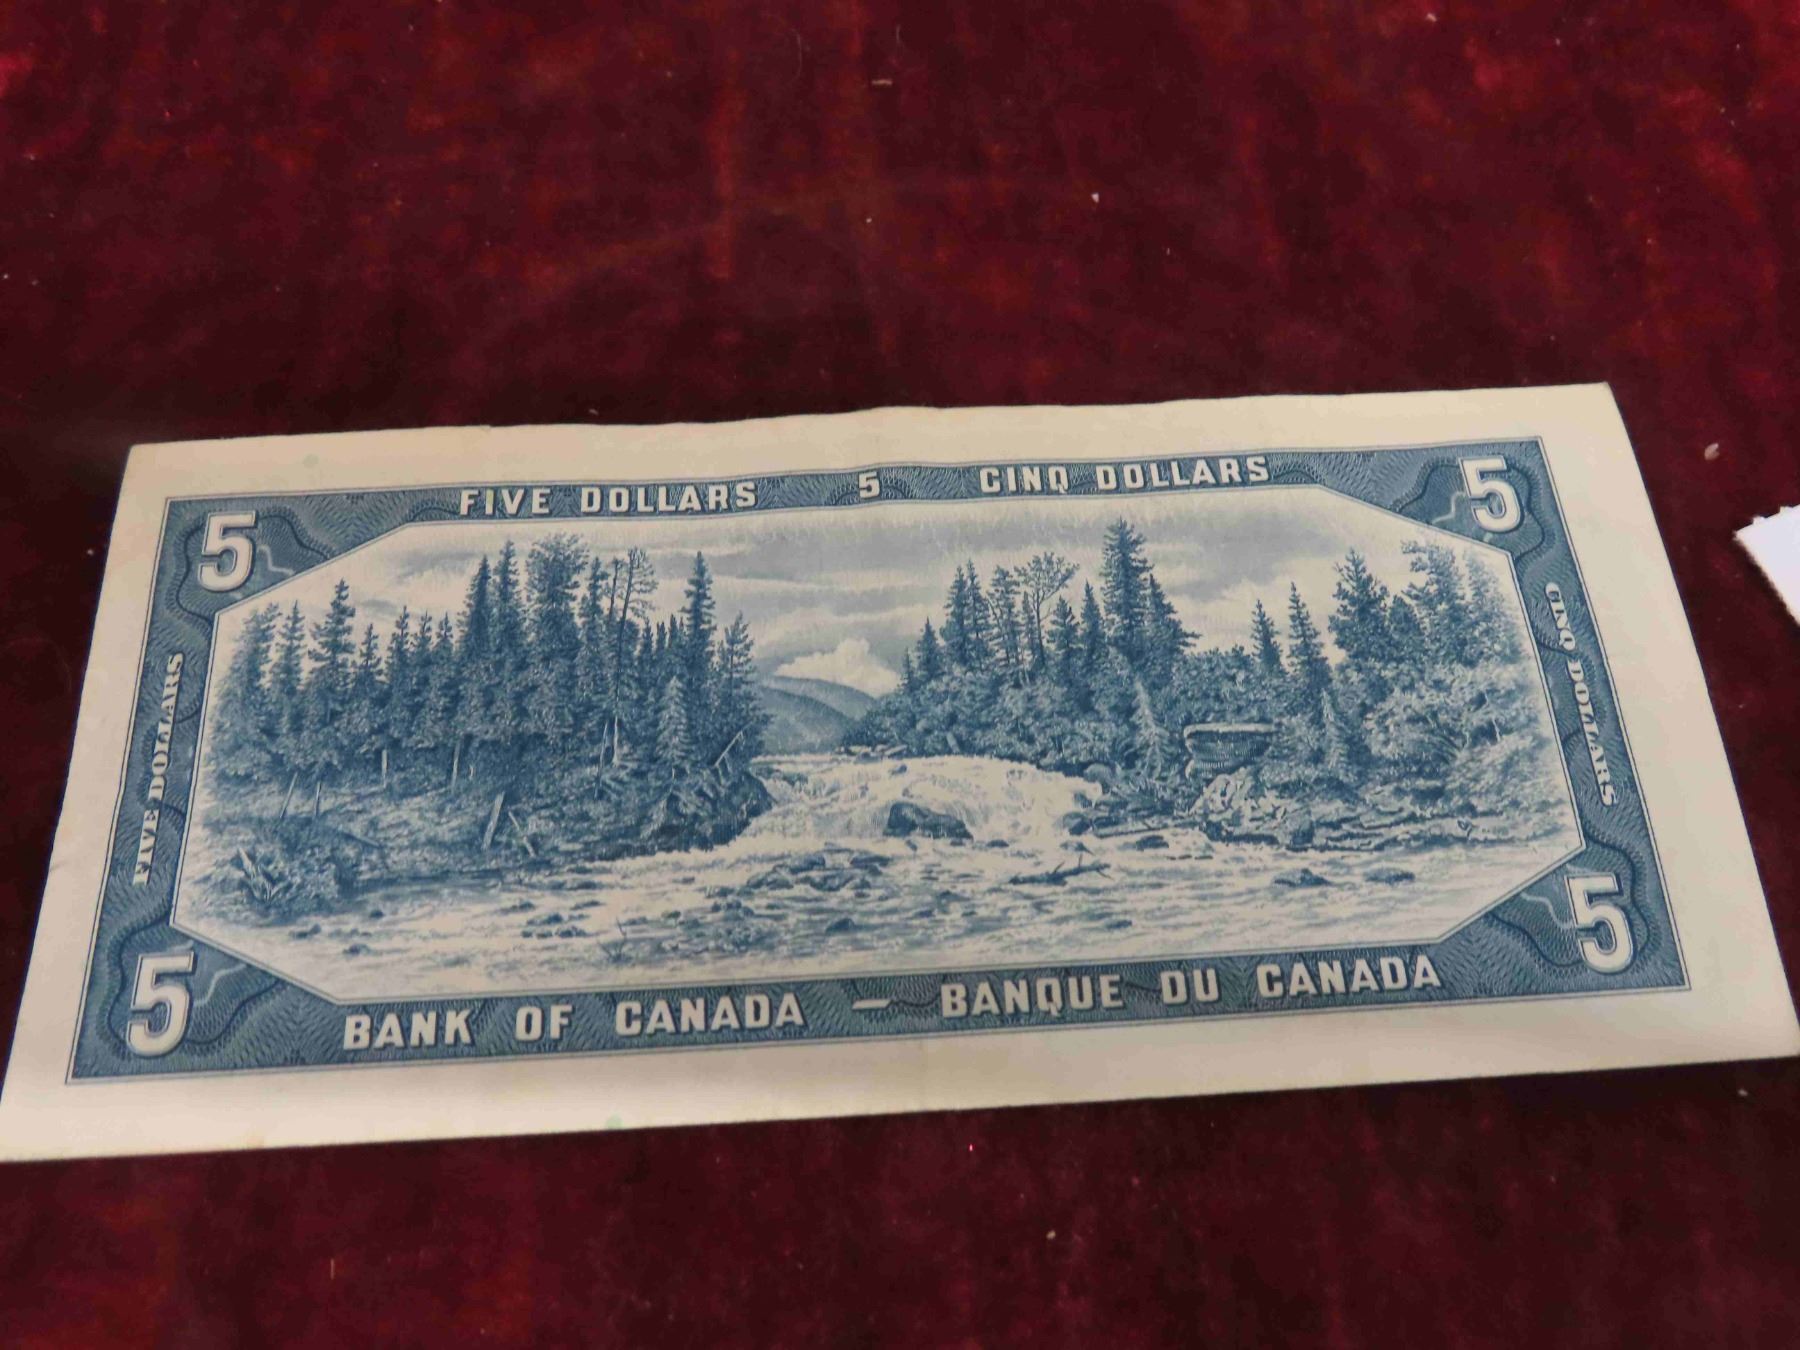 FIVE DOLLARS 5 CINQ DOLLARS
5 5
FIVE DOLLARS
CINQ DOLLARS
5 5
BANK OF CANADA — BANQUE DU CANADA